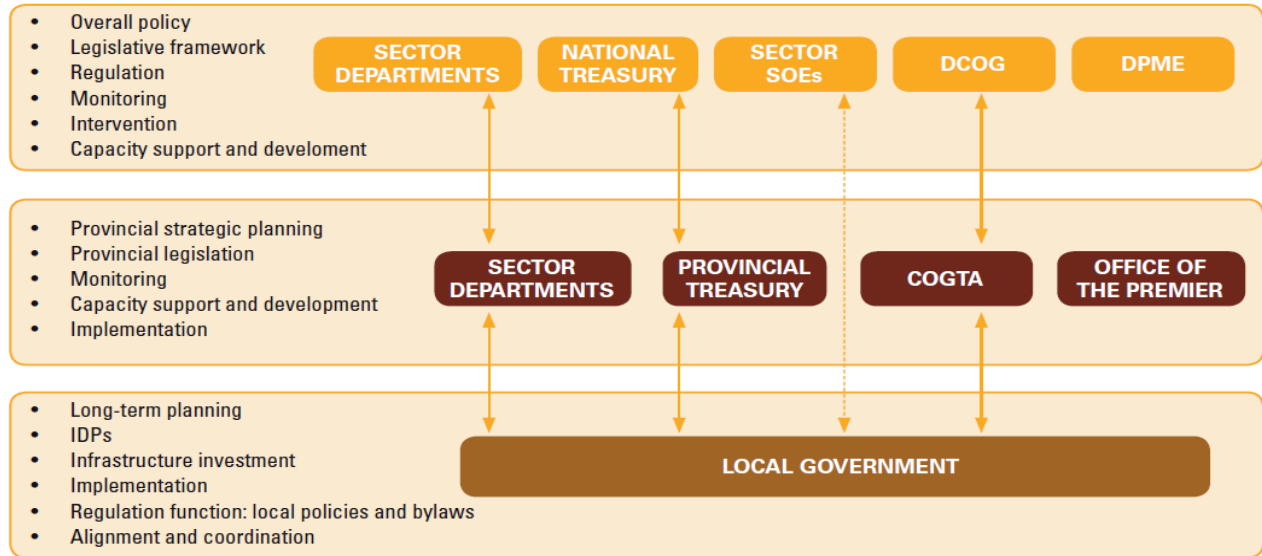 • Overall policy
• Legislative framework
• Regulation
• Monitoring
• Intervention
• Capacity support and develoment
SECTOR
DEPARTMENTS
NATIONAL
TREASURY
SECTOR
SOEs
DCOG
DPME
• Provincial strategic planning
• Provincial legislation
• Monitoring
• Capacity support and development
• Implementation
SECTOR
DEPARTMENTS
PROVINCIAL
TREASURY
COGTA
OFFICE OF
THE PREMIER
• Long-term planning
• IDPs
• Infrastructure investment
• Implementation
• Regulation function: local policies and bylaws
• Alignment and coordination
LOCAL GOVERNMENT